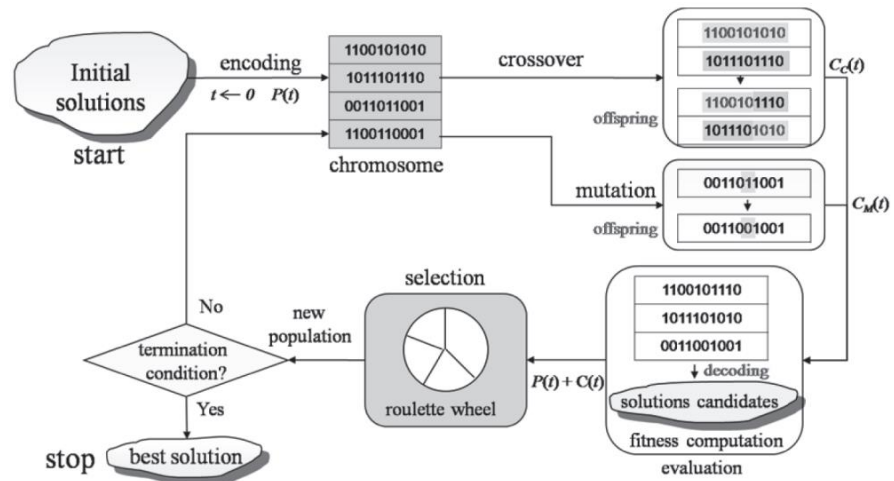 Initial
solutions
start
encoding
t ← 0 P(t)
1100101010
1011101110
0011011001
1100110001
chromosome
crossover
1100101010
1011101110
1100101110
1011101010
offspring
C_C(t)
mutation
0011011001
0011001001
offspring
C_M(t)
1100101110
1011101010
0011001001
decoding
solutions candidates
fitness computation
evaluation
P(t) + C(t)
selection
roulette wheel
new
population
termination
condition?
No
Yes
stop
best solution